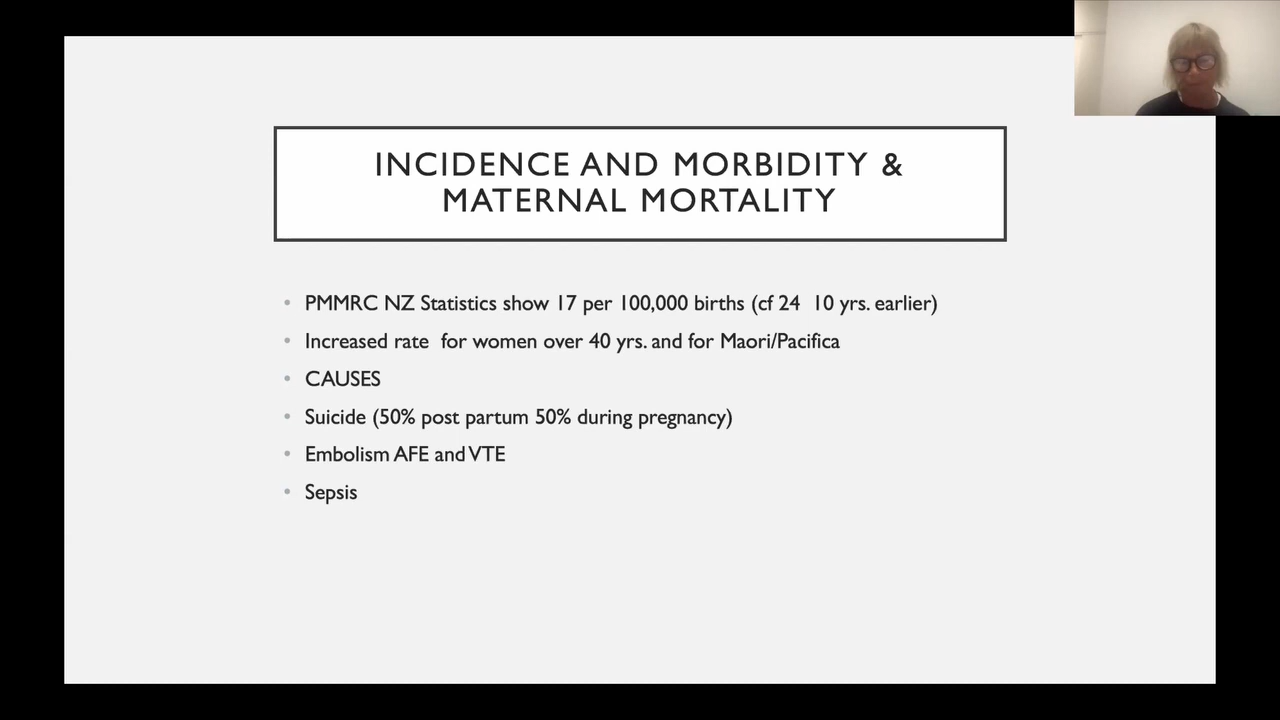 INCIDENCE AND MORBIDITY &
MATERNAL MORTALITY
• PMMRC NZ Statistics show 17 per 100,000 births (cf 24  10 yrs. earlier)
• Increased rate  for women over 40 yrs. and for Maori/Pacifica
• CAUSES
• Suicide (50% post partum 50% during pregnancy)
• Embolism AFE and VTE
• Sepsis